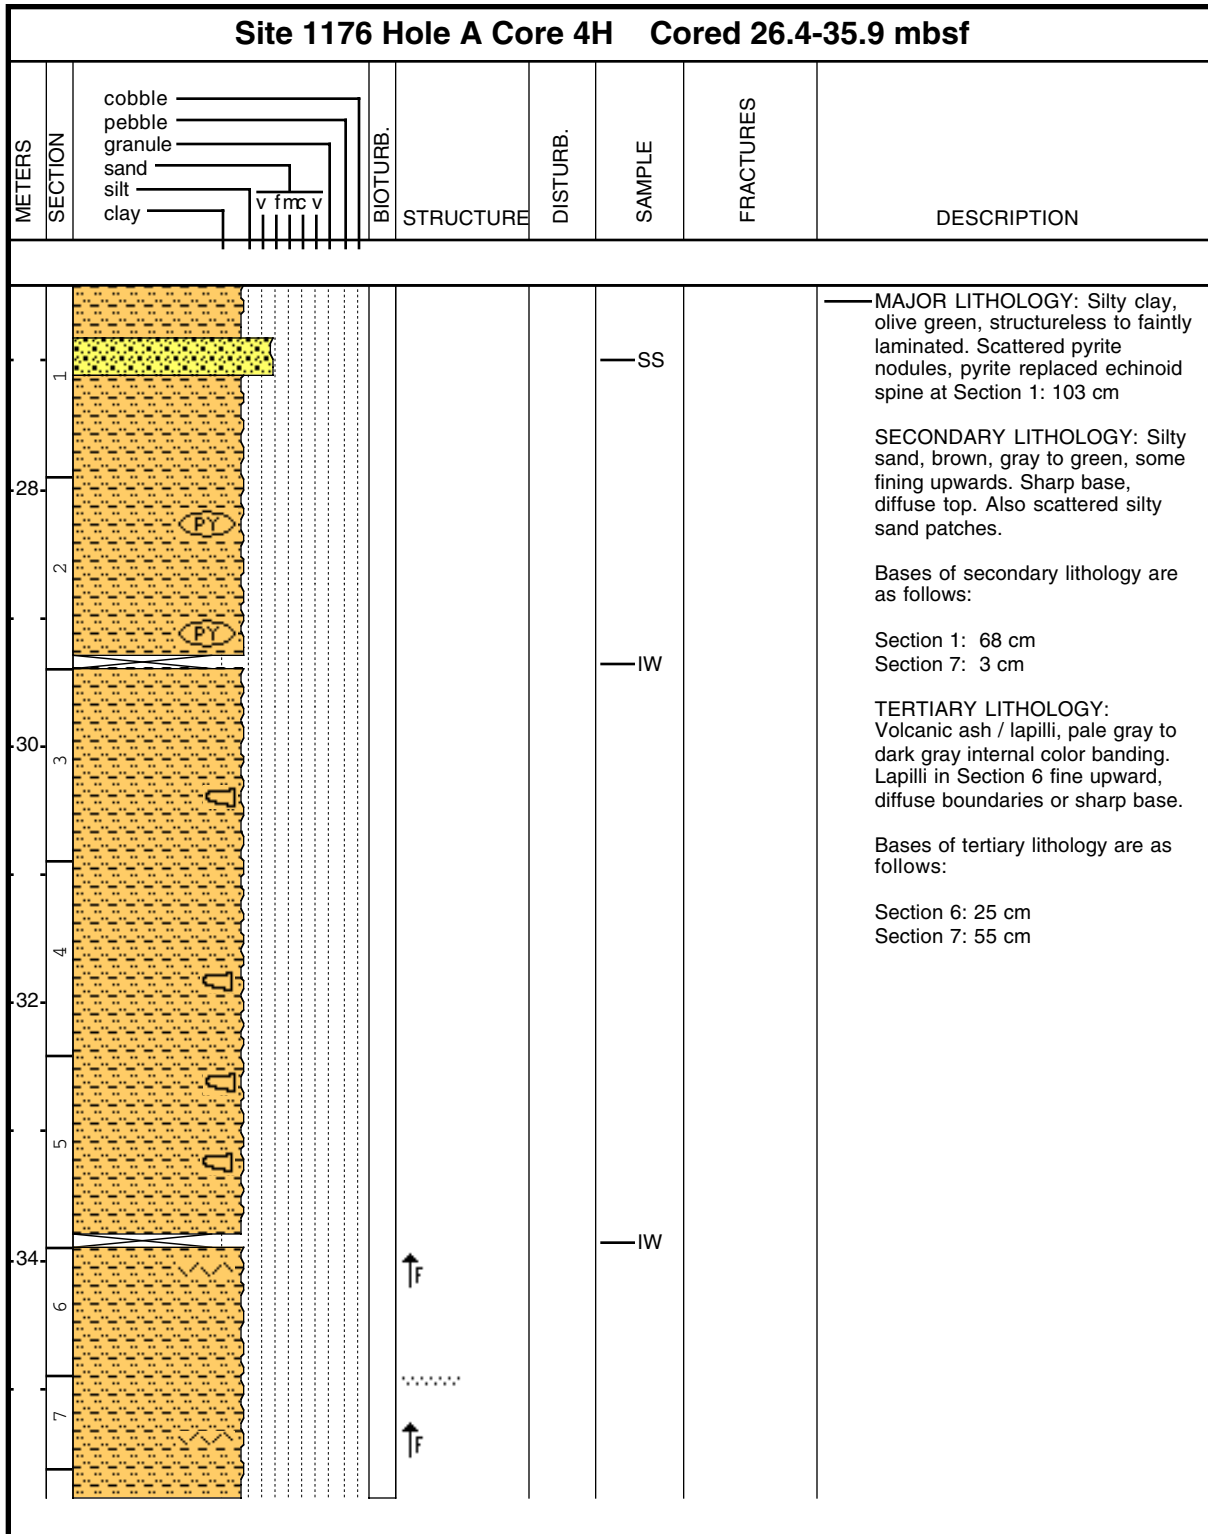 Site 1176 Hole A Core 4H Cored 26.4-35.9 mbsf
METERS
SECTION
cobble
pebble
granule
sand
silt
v f m c v
clay
BIOTURB.
STRUCTURE
DISTURB.
SAMPLE
FRACTURES
DESCRIPTION
MAJOR LITHOLOGY: Silty clay,
olive green, structureless to faintly
laminated. Scattered pyrite
nodules, pyrite replaced echinoid
spine at Section 1: 103 cm
SECONDARY LITHOLOGY: Silty
sand, brown, gray to green, some
fining upwards. Sharp base,
diffuse top. Also scattered silty
sand patches.
Bases of secondary lithology are
as follows:
Section 1: 68 cm
Section 7: 3 cm
TERTIARY LITHOLOGY:
Volcanic ash / lapilli, pale gray to
dark gray internal color banding.
Lapilli in Section 6 fine upward,
diffuse boundaries or sharp base.
Bases of tertiary lithology are as
follows:
Section 6: 25 cm
Section 7: 55 cm
SS
1
28
PY
2
PY
IW
30
3
4
32
5
IW
34
F
6
7
F